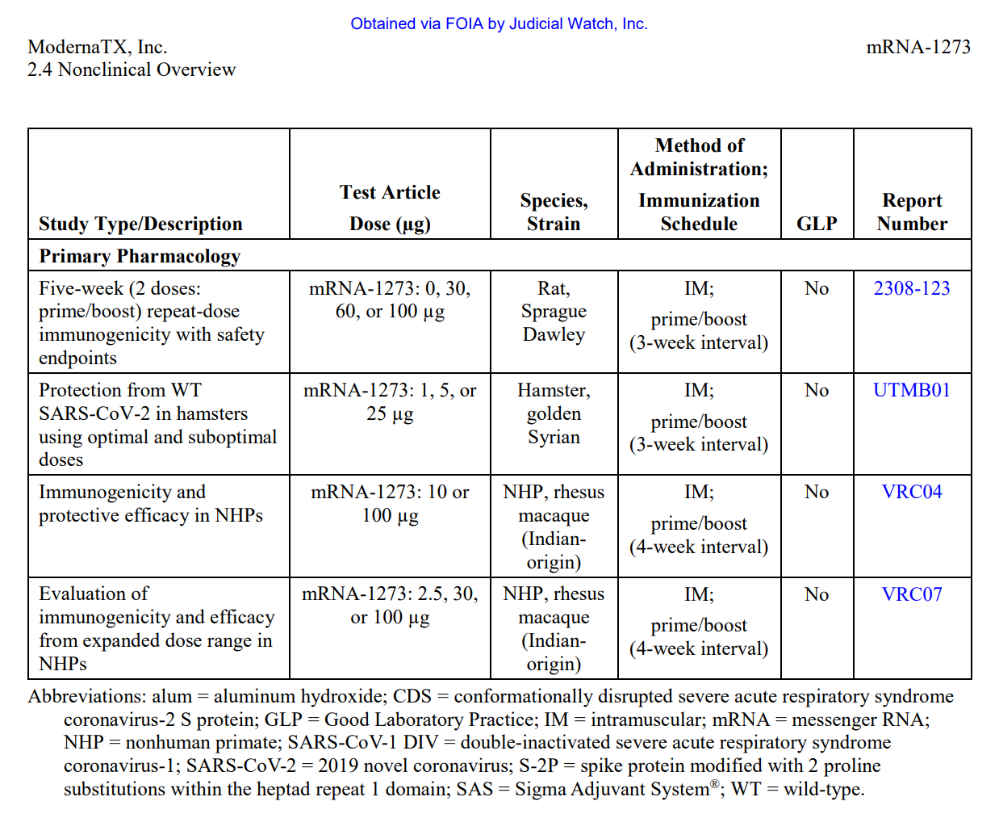 Obtained via FOIA by Judicial Watch, Inc.
ModernaTX, Inc.
mRNA-1273
2.4 Nonclinical Overview
Study Type/Description
Test Article
Dose (µg)
Species,
Strain
Method of
Administration;
Immunization
Schedule
GLP
Report
Number
Primary Pharmacology
Five-week (2 doses:
prime/boost) repeat-dose
immunogenicity with safety
endpoints
mRNA-1273: 0, 30,
60, or 100 µg
Rat,
Sprague
Dawley
IM;
prime/boost
(3-week interval)
No
2308-123
Protection from WT
SARS-CoV-2 in hamsters
using optimal and suboptimal
doses
mRNA-1273: 1, 5, or
25 µg
Hamster,
golden
Syrian
IM;
prime/boost
(3-week interval)
No
UTMB01
Immunogenicity and
protective efficacy in NHPs
mRNA-1273: 10 or
100 µg
NHP, rhesus
macaque
(Indian-
origin)
IM;
prime/boost
(4-week interval)
No
VRC04
Evaluation of
immunogenicity and efficacy
from expanded dose range in
NHPs
mRNA-1273: 2.5, 30,
or 100 µg
NHP, rhesus
macaque
(Indian-
origin)
IM;
prime/boost
(4-week interval)
No
VRC07
Abbreviations: alum = aluminum hydroxide; CDS = conformationally disrupted severe acute respiratory syndrome
coronavirus-2 S protein; GLP = Good Laboratory Practice; IM = intramuscular; mRNA = messenger RNA;
NHP = nonhuman primate; SARS-CoV-1 DIV = double-inactivated severe acute respiratory syndrome
coronavirus-1; SARS-CoV-2 = 2019 novel coronavirus; S-2P = spike protein modified with 2 proline
substitutions within the heptad repeat 1 domain; SAS = Sigma Adjuvant System®; WT = wild-type.